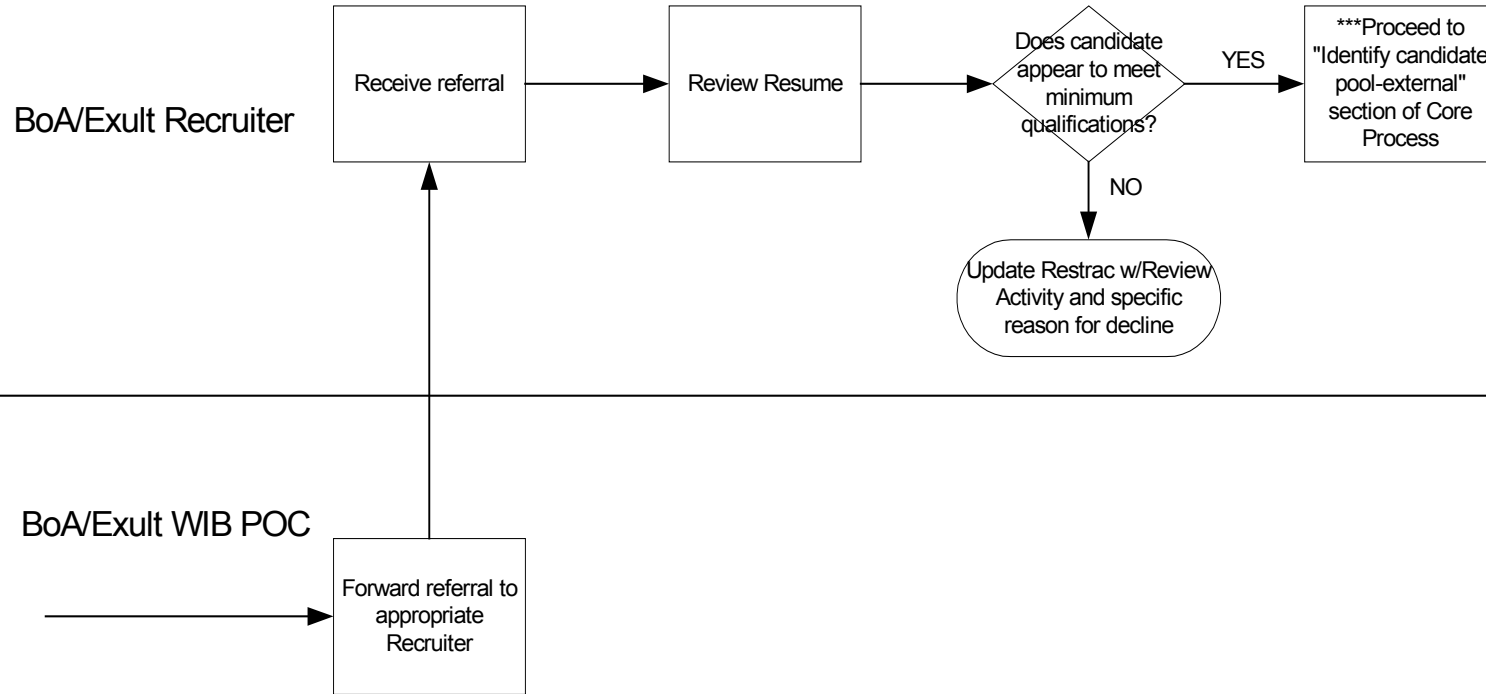 BoA/Exult Recruiter
Receive referral
Review Resume
Does candidate
appear to meet
minimum
qualifications?
YES
***Proceed to
"Identify candidate
pool-external"
section of Core
Process
NO
Update Restrac w/Review
Activity and specific
reason for decline
BoA/Exult WIB POC
Forward referral to
appropriate
Recruiter